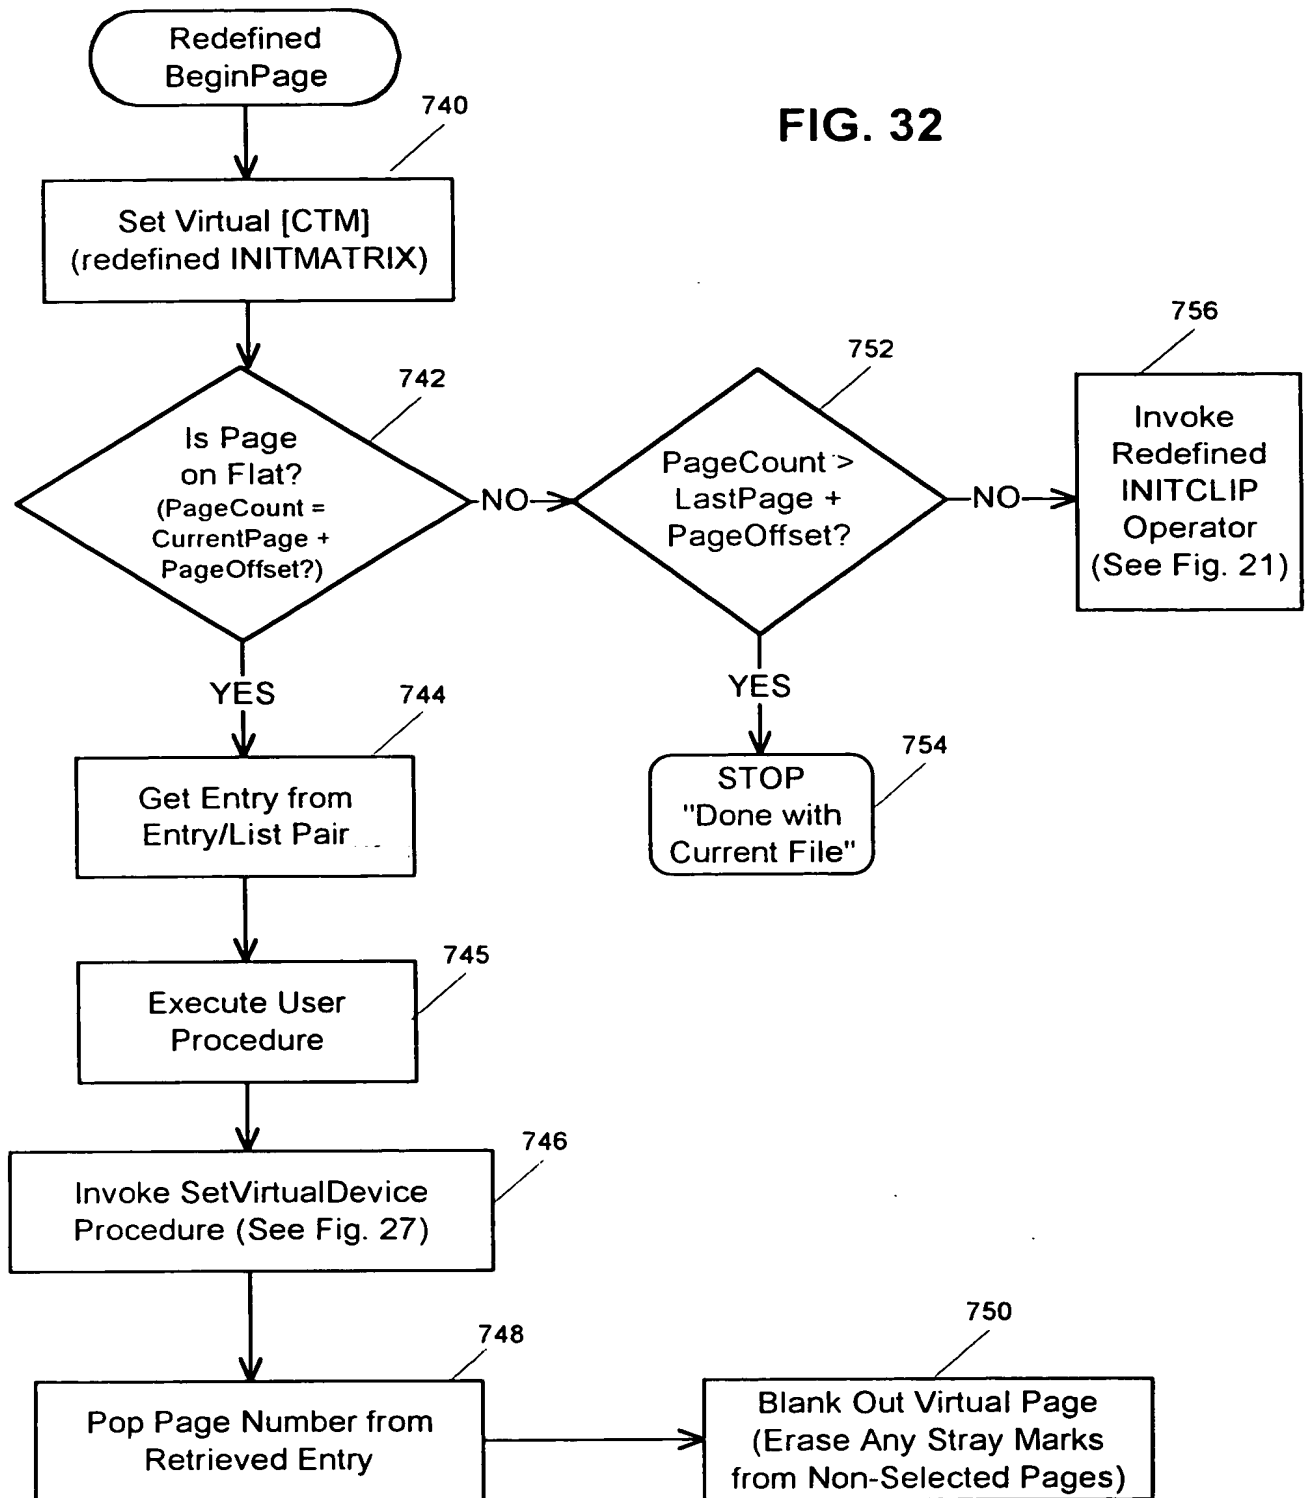 Redefined
BeginPage
740
FIG. 32
Set Virtual [CTM]
(redefined INITMATRIX)
742
Is Page
on Flat?
(PageCount =
CurrentPage +
PageOffset?)
NO
752
PageCount >
LastPage +
PageOffset?
NO
756
Invoke
Redefined
INITCLIP
Operator
(See Fig. 21)
YES
744
Get Entry from
Entry/List Pair
YES
754
STOP
"Done with
Current File"
745
Execute User
Procedure
746
Invoke SetVirtualDevice
Procedure (See Fig. 27)
748
Pop Page Number from
Retrieved Entry
750
Blank Out Virtual Page
(Erase Any Stray Marks
from Non-Selected Pages)